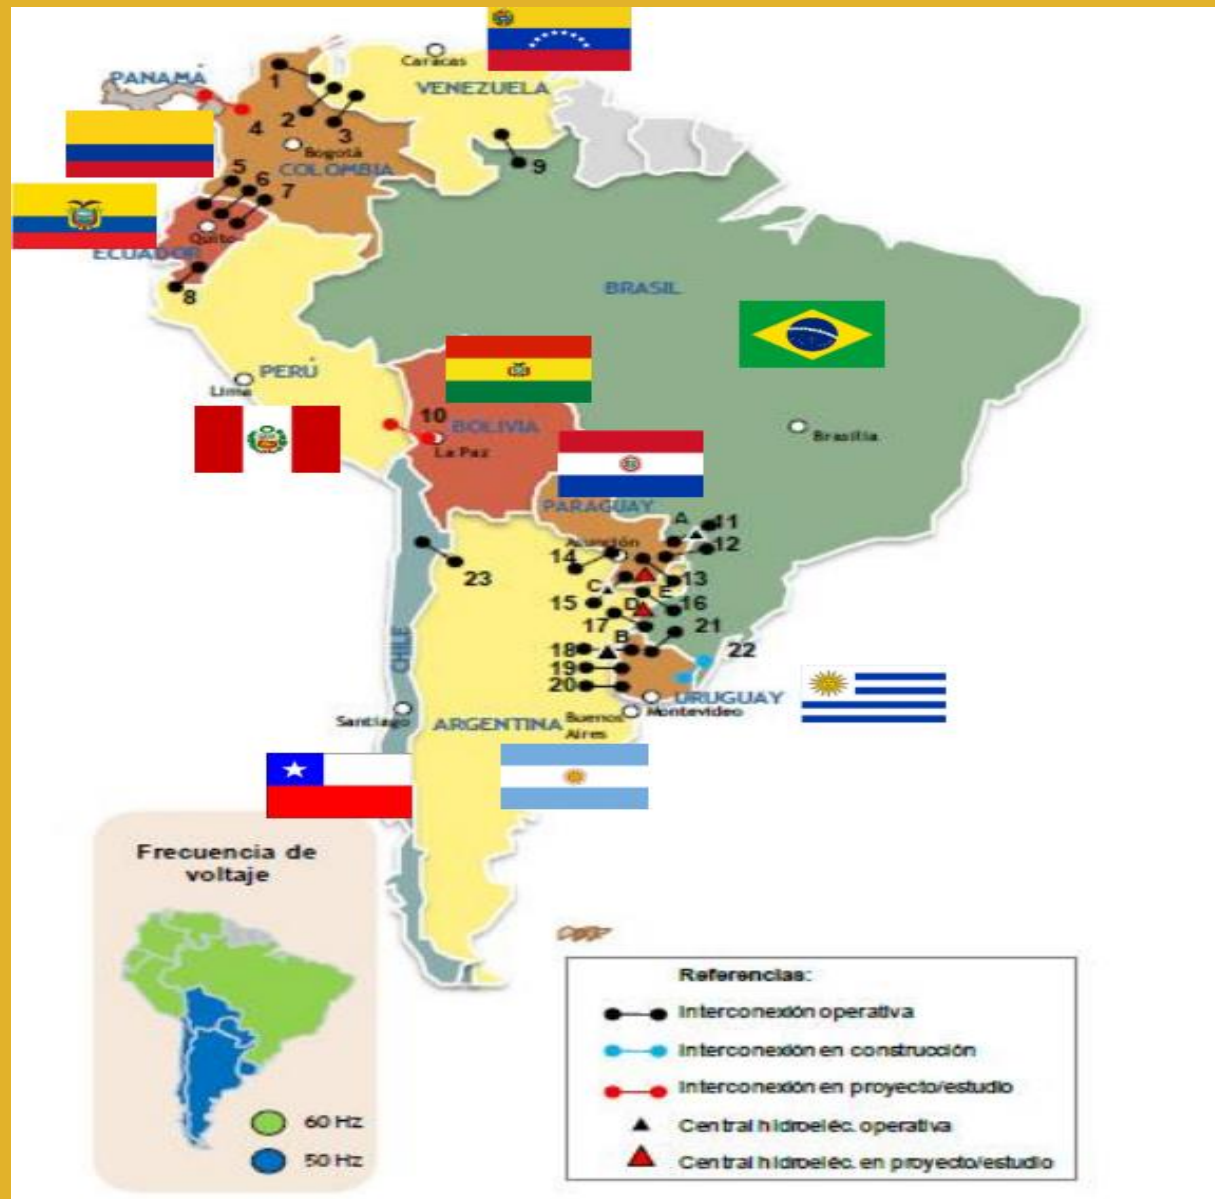 Caracas
PANAMÁ
VENEZUELA
1
2
3
4
Bogotá
COLOMBIA
5
6
7
9
Quito
ECUADOR
8
BRASIL
PERÚ
Lima
10
BOLIVIA
La Paz
Brasilia
PARAGUAY
A
11
Asunción
12
14
13
23
C
E
15
D
16
17
21
B
18
22
19
20
CHILE
URUGUAY
Montevideo
Santiago
ARGENTINA
Buenos
Aires
Frecuencia de
voltaje
60 Hz
50 Hz
Referencias:
Interconexión operativa
Interconexión en construcción
Interconexión en proyecto/estudio
Central hidroeléc. operativa
Central hidroeléc. en proyecto/estudio